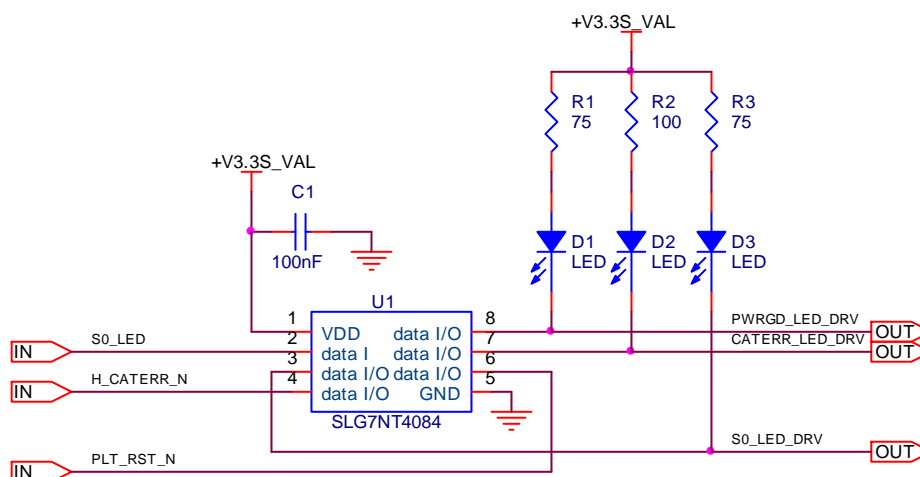 +V3.3S_VAL
R1
75
R2
100
R3
75
+V3.3S_VAL
C1
100nF
D1
LED
D2
LED
D3
LED
U1
1
2
3
4
VDD
data I
data I/O
data I/O
data I/O
data I/O
data I/O
GND
8
7
6
5
SLG7NT4084
IN
S0_LED
IN
H_CATERR_N
IN
PLT_RST_N
PWRGD_LED_DRV
OUT
CATERR_LED_DRV
OUT
S0_LED_DRV
OUT